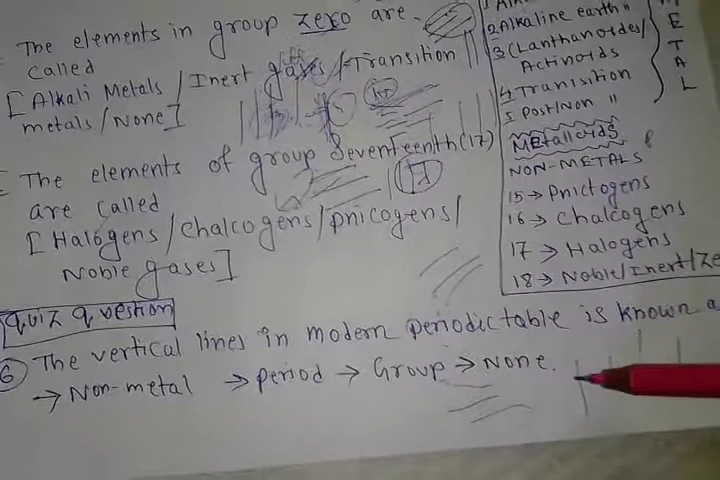 The elements in group zero are
called
[Alkali Metals / Inert gases / Transition
metals / None]
The elements of group Seventeenth (17)
are called
[Halogens / chalcogens / pnicogens /
Noble gases]
quiz question
6 The vertical lines in modern periodic table is known a
→ Non-metal → period → Group → None.
2 Alkaline earth "
3 (Lanthanoides/
Actinoids
4 Transition
5 Post/Non "
METAL
Metalloids
NON-METALS
15 → Pnictogens
16 → Chalcogens
17 → Halogens
18 → Noble/Inert/Ze